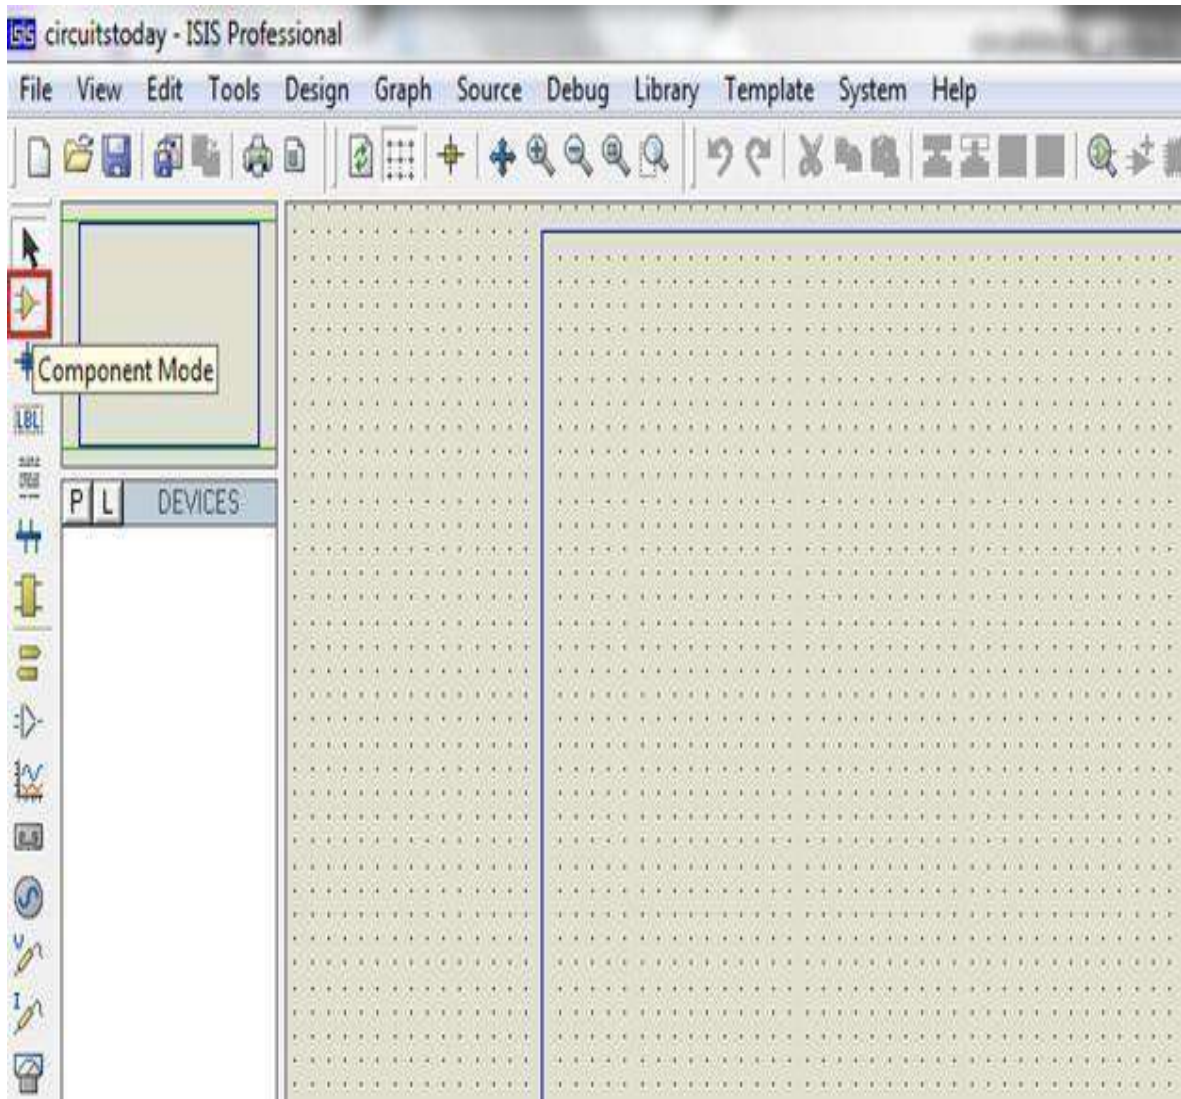 ISIS circuitstoday - ISIS Professional
File View Edit Tools Design Graph Source Debug Library Template System Help
Component Mode
LBL
P L DEVICES
V
I